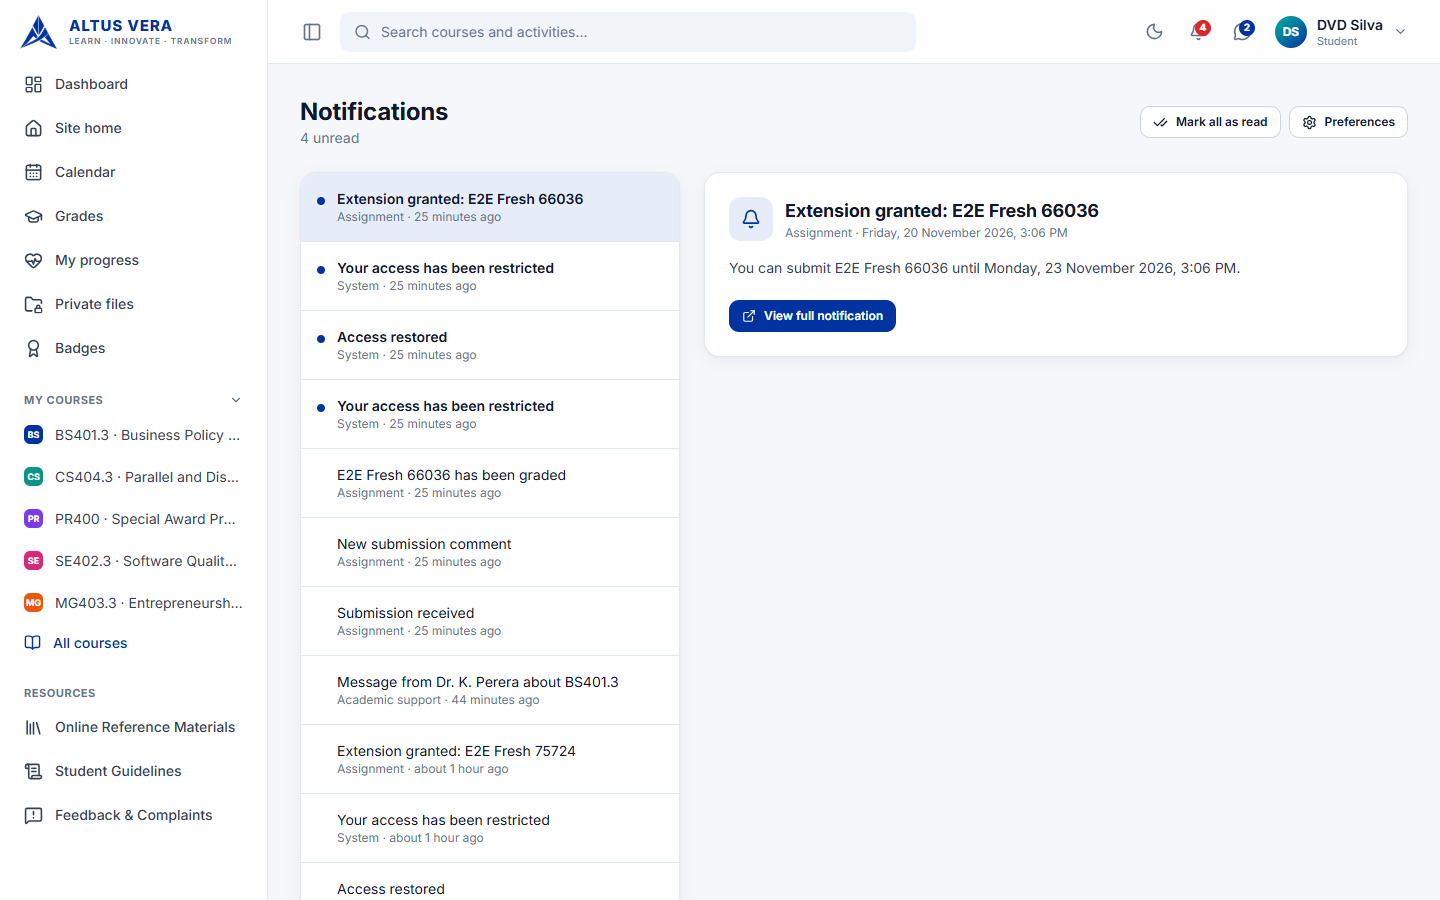 ALTUS VERA
LEARN · INNOVATE · TRANSFORM
Dashboard
Site home
Calendar
Grades
My progress
Private files
Badges
MY COURSES
BS BS401.3 · Business Policy ...
CS CS404.3 · Parallel and Dis...
PR PR400 · Special Award Pr...
SE SE402.3 · Software Qualit...
MG MG403.3 · Entrepreneursh...
All courses
RESOURCES
Online Reference Materials
Student Guidelines
Feedback & Complaints
Search courses and activities...
4
2
DS
DVD Silva
Student
Notifications
4 unread
Mark all as read
Preferences
Extension granted: E2E Fresh 66036
Assignment · 25 minutes ago
Your access has been restricted
System · 25 minutes ago
Access restored
System · 25 minutes ago
Your access has been restricted
System · 25 minutes ago
E2E Fresh 66036 has been graded
Assignment · 25 minutes ago
New submission comment
Assignment · 25 minutes ago
Submission received
Assignment · 25 minutes ago
Message from Dr. K. Perera about BS401.3
Academic support · 44 minutes ago
Extension granted: E2E Fresh 75724
Assignment · about 1 hour ago
Your access has been restricted
System · about 1 hour ago
Access restored
Extension granted: E2E Fresh 66036
Assignment · Friday, 20 November 2026, 3:06 PM
You can submit E2E Fresh 66036 until Monday, 23 November 2026, 3:06 PM.
View full notification